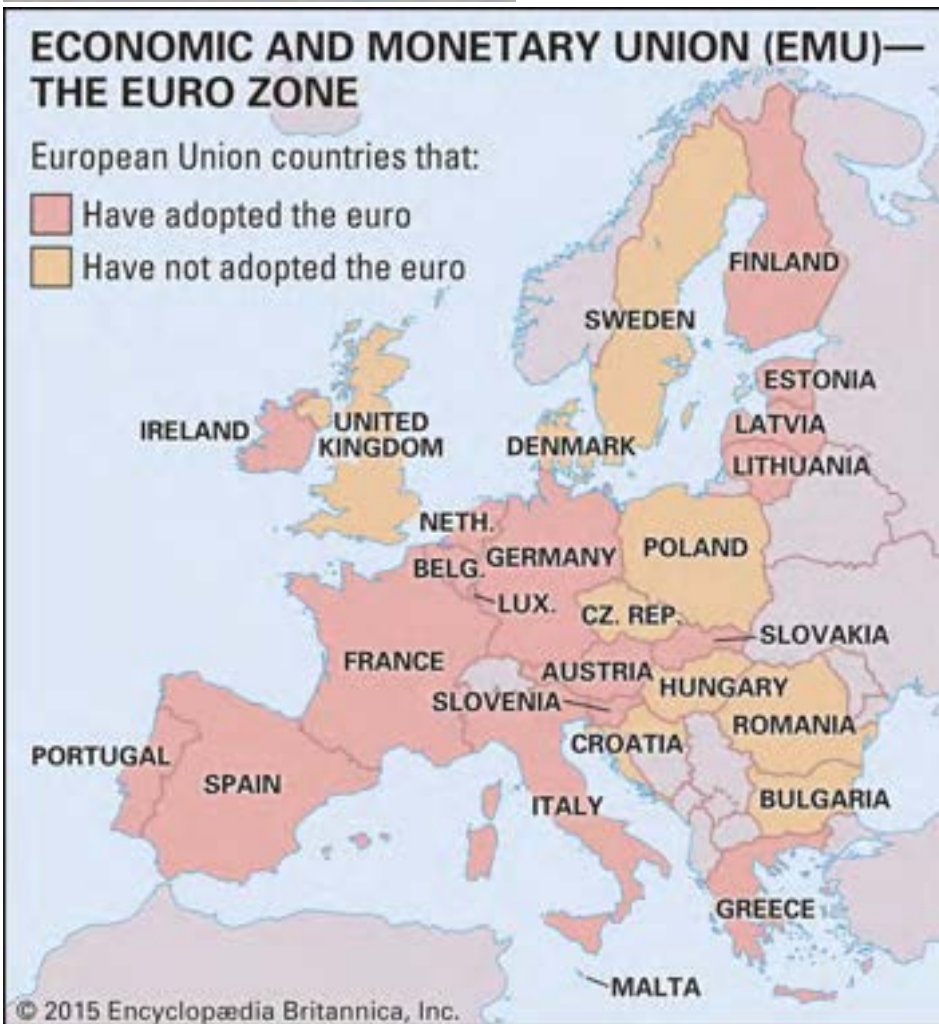 ECONOMIC AND MONETARY UNION (EMU)—
THE EURO ZONE
European Union countries that:
Have adopted the euro
Have not adopted the euro
FINLAND
SWEDEN
ESTONIA
IRELAND
UNITED
KINGDOM
DENMARK
LATVIA
LITHUANIA
NETH.
GERMANY
POLAND
BELG.
LUX.
CZ. REP.
SLOVAKIA
FRANCE
AUSTRIA
HUNGARY
SLOVENIA
ROMANIA
CROATIA
PORTUGAL
SPAIN
ITALY
BULGARIA
GREECE
MALTA
© 2015 Encyclopædia Britannica, Inc.